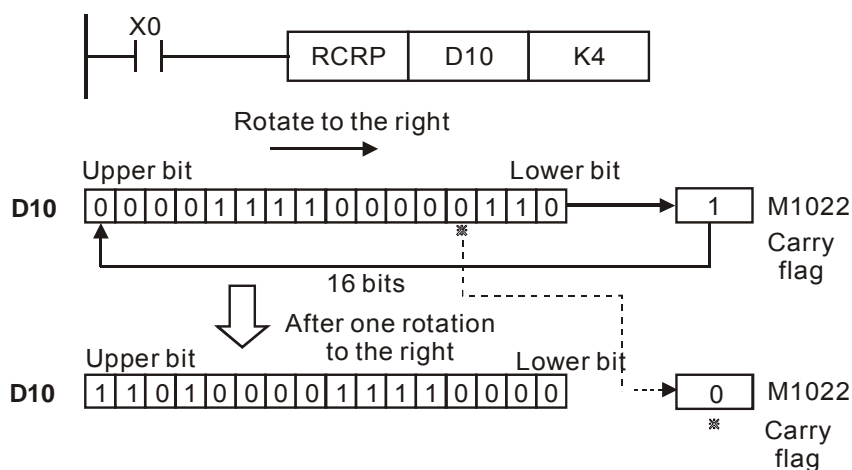 X0
RCRP D10 K4
Rotate to the right
Upper bit Lower bit
D10 0 0 0 0 1 1 1 1 0 0 0 0 0 1 1 0 1 M1022
※
Carry
flag
16 bits
After one rotation
to the right
Upper bit Lower bit
D10 1 1 0 1 0 0 0 0 1 1 1 1 0 0 0 0 0 M1022
※ Carry
flag